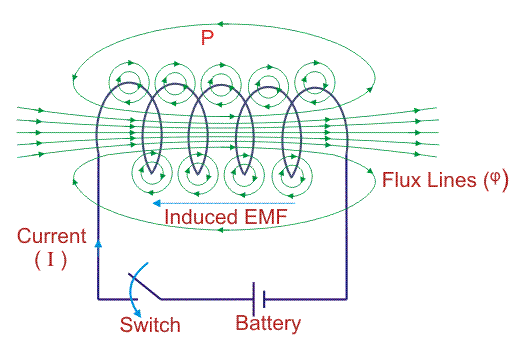 P
Flux Lines (φ)
Induced EMF
Current
( I )
Switch
Battery